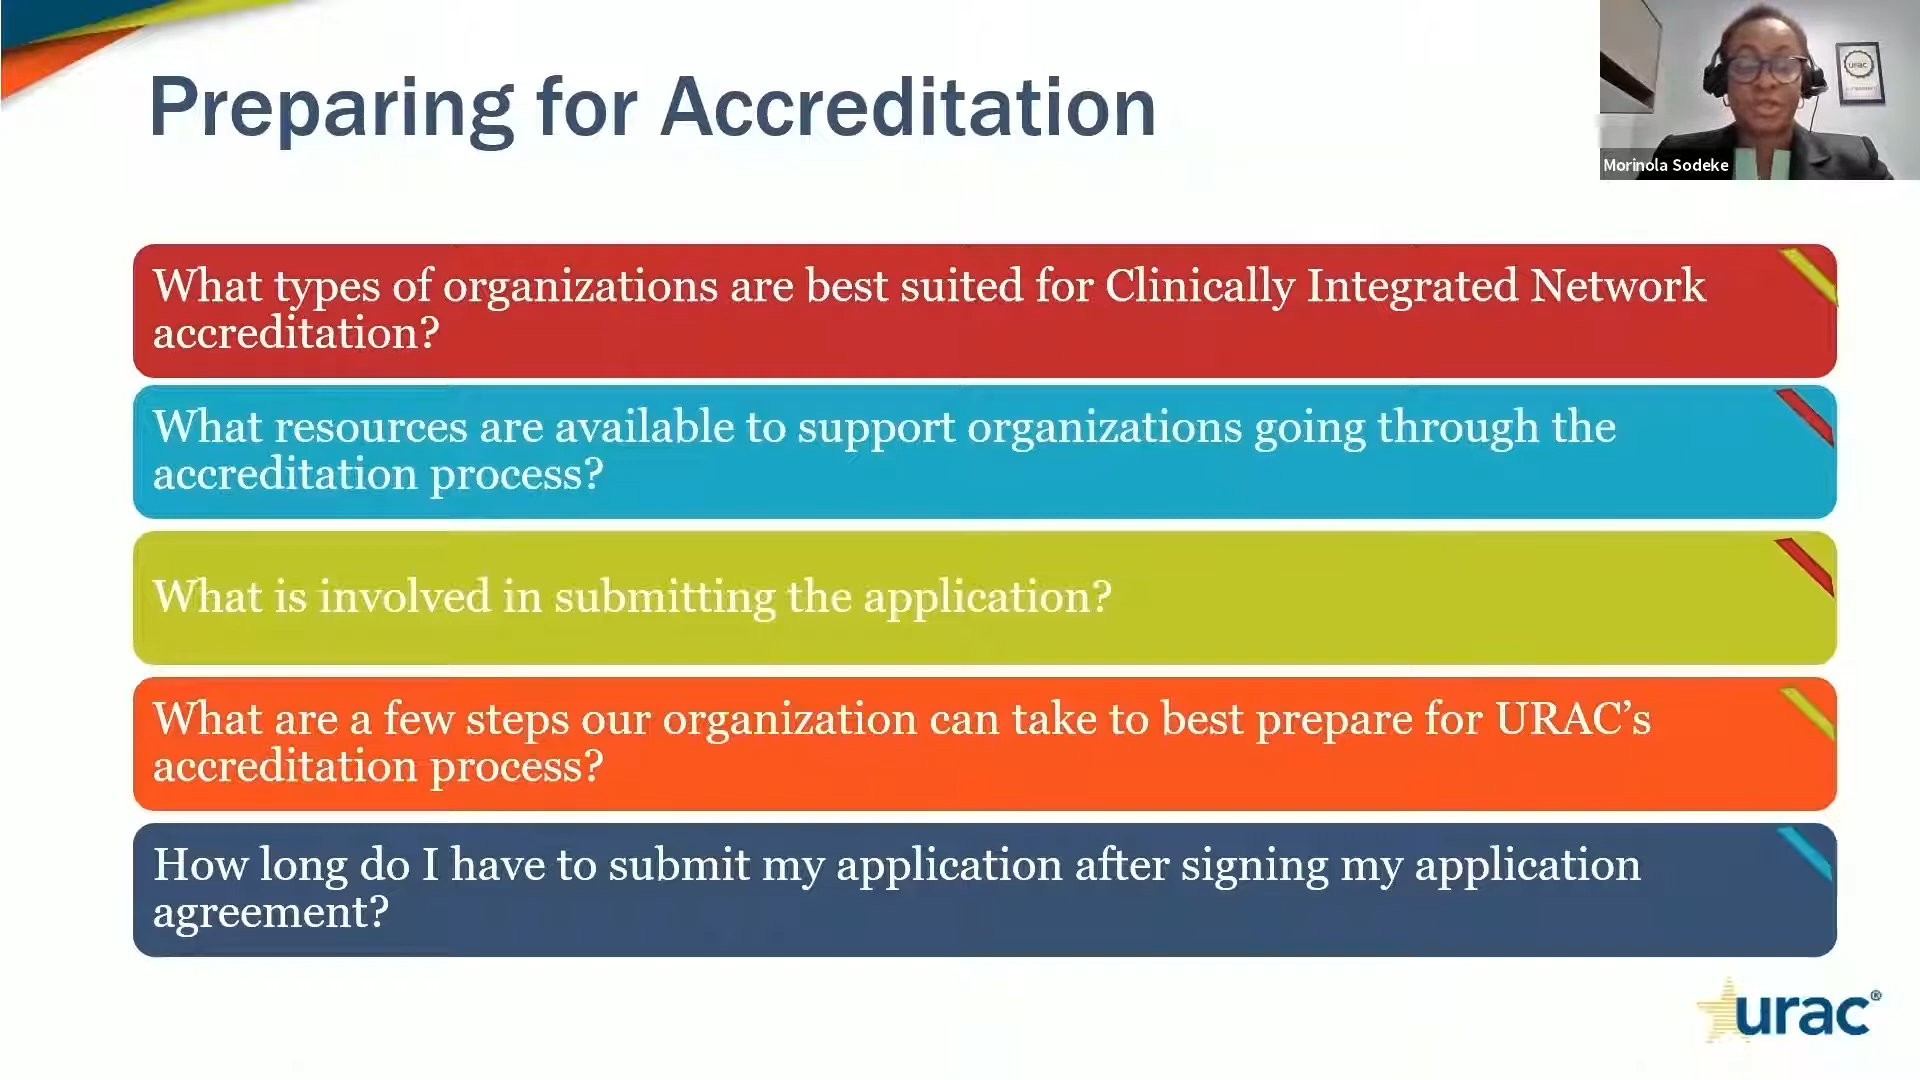 Preparing for Accreditation
urac
Morinola Sodeke
What types of organizations are best suited for Clinically Integrated Network
accreditation?
What resources are available to support organizations going through the
accreditation process?
What is involved in submitting the application?
What are a few steps our organization can take to best prepare for URAC’s
accreditation process?
How long do I have to submit my application after signing my application
agreement?
urac®